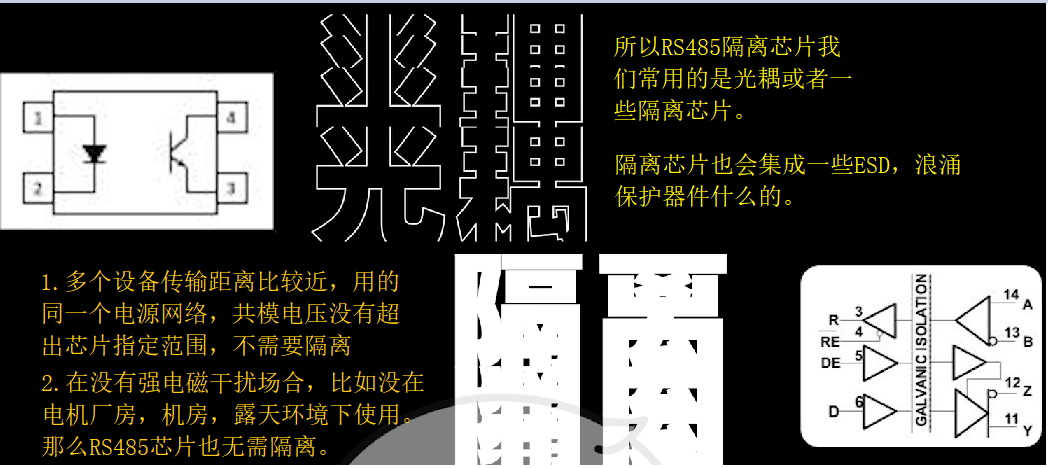 1
2
4
3
光耦
所以RS485隔离芯片我
们常用的是光耦或者一
些隔离芯片。
隔离芯片也会集成一些ESD，浪涌
保护器件什么的。
1.多个设备传输距离比较近，用的
同一个电源网络，共模电压没有超
出芯片指定范围，不需要隔离
2.在没有强电磁干扰场合，比如没在
电机厂房，机房，露天环境下使用。
那么RS485芯片也无需隔离。
R 3
RE 4
DE 5
D 6
GALVANIC ISOLATION
14 A
13 B
12 Z
11 Y